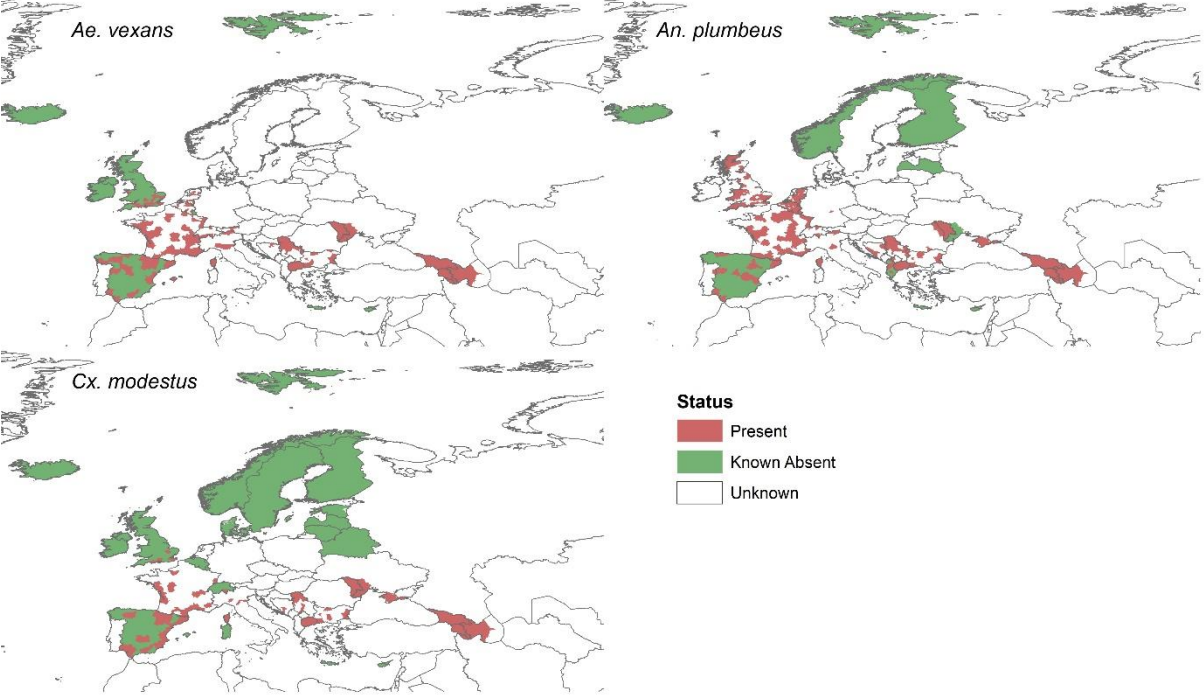 Ae. vexans
An. plumbeus
Cx. modestus
Status
Present
Known Absent
Unknown